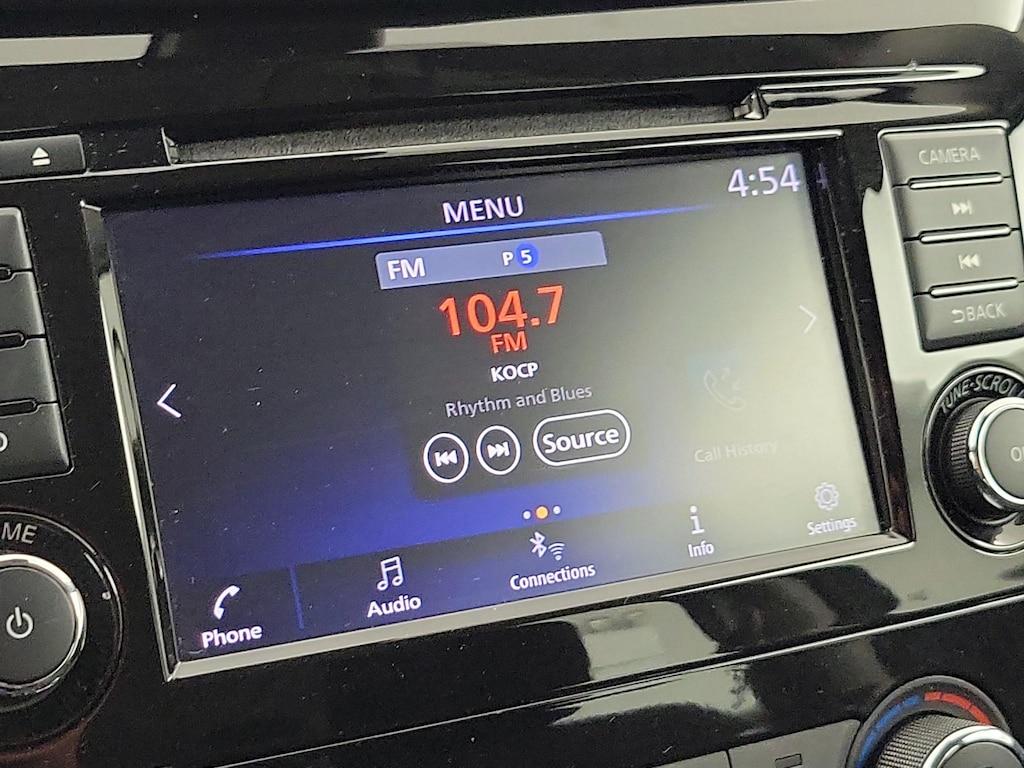 CAMERA
4:54
MENU
FM P 5
104.7
FM
KOCP
BACK
Rhythm and Blues
TUNE-SCROLL
Source
Call History
Settings
Info
Connections
Audio
Phone